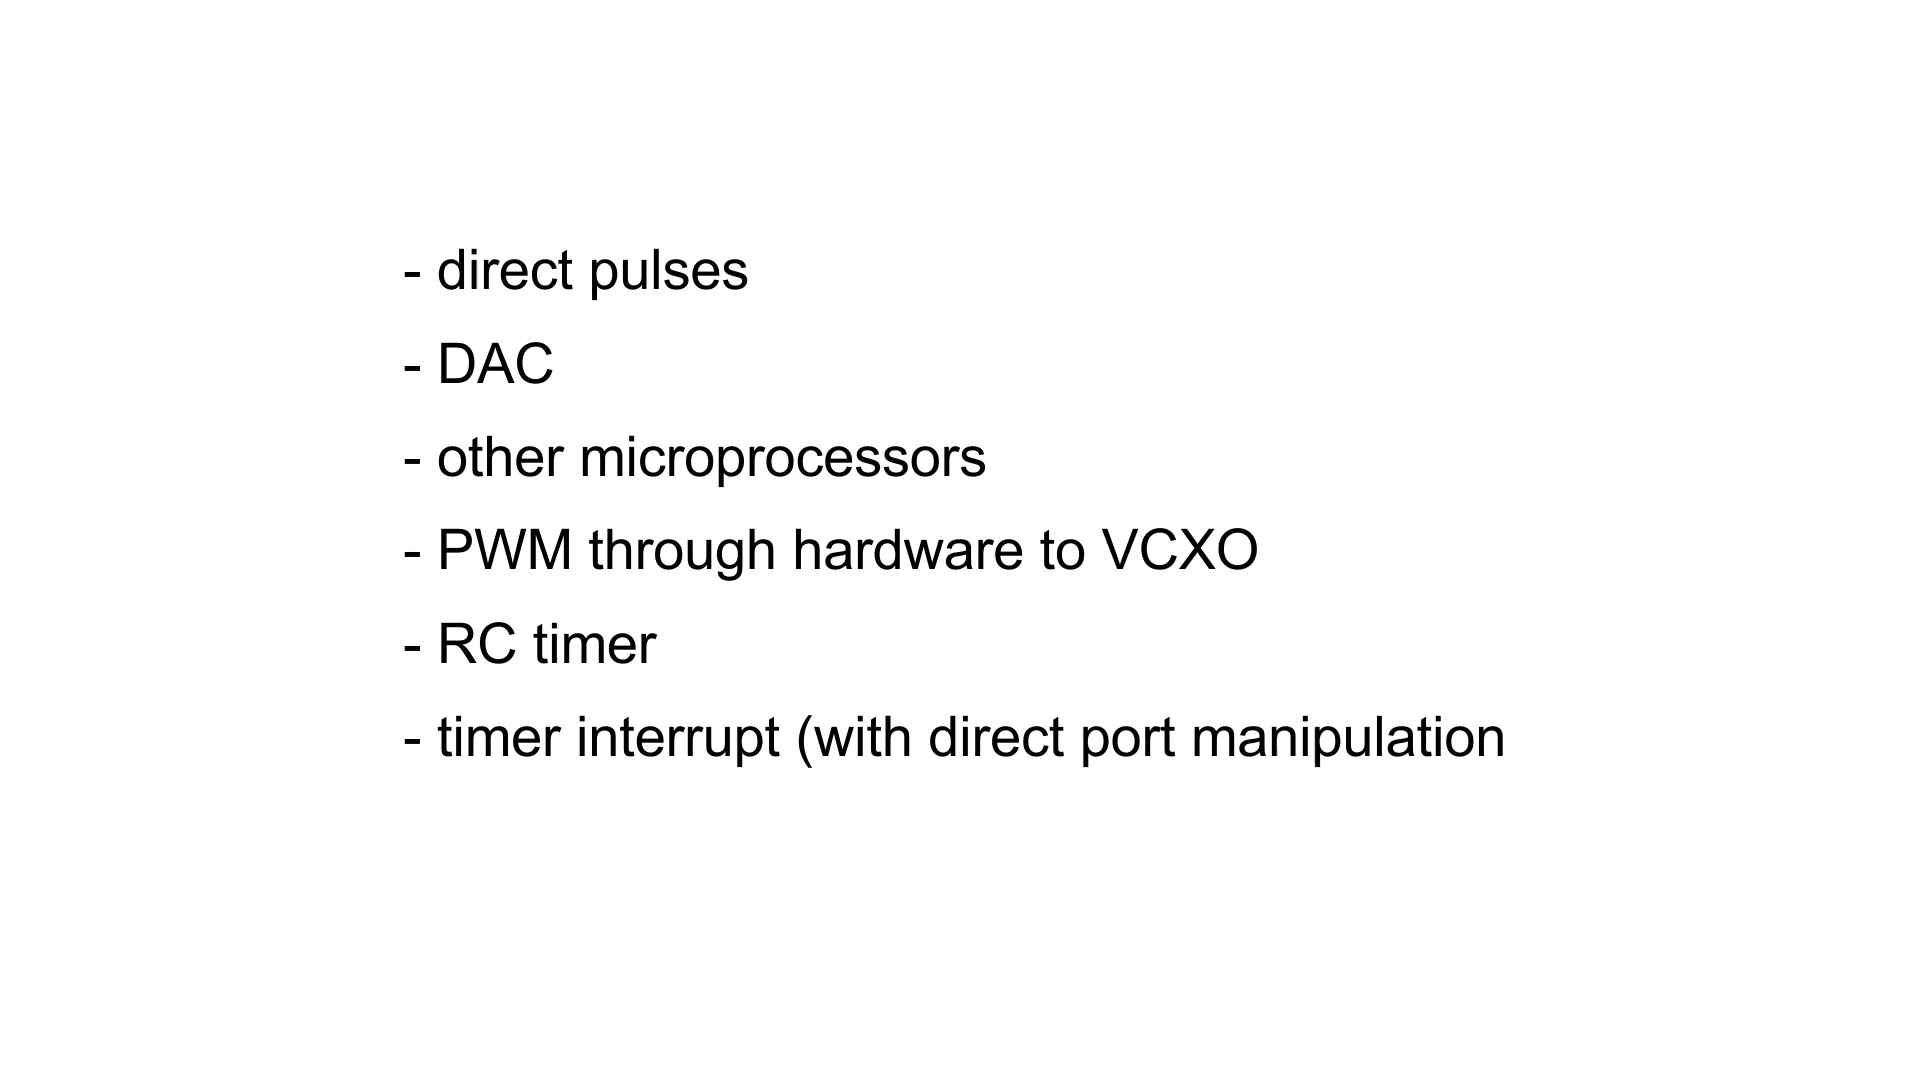 - direct pulses
- DAC
- other microprocessors
- PWM through hardware to VCXO
- RC timer
- timer interrupt (with direct port manipulation